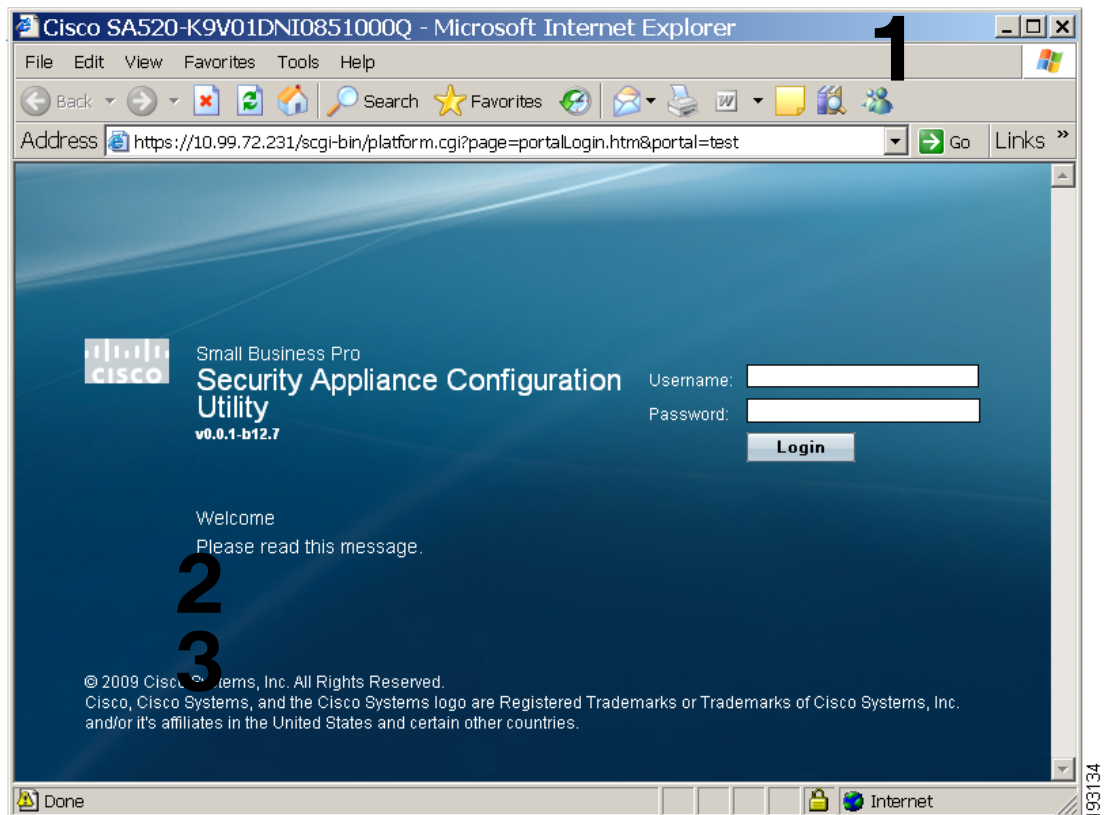 Cisco SA520-K9V01DNI0851000Q - Microsoft Internet Explorer
1
File Edit View Favorites Tools Help
Back Search Favorites W
Address https://10.99.72.231/scgi-bin/platform.cgi?page=portalLogin.htm&portal=test Go Links »
CISCO
Small Business Pro
Security Appliance Configuration
Utility
v0.0.1-b12.7
Username:
Password:
Login
Welcome
Please read this message.
2
3
© 2009 Cisco Systems, Inc. All Rights Reserved.
Cisco, Cisco Systems, and the Cisco Systems logo are Registered Trademarks or Trademarks of Cisco Systems, Inc.
and/or it's affiliates in the United States and certain other countries.
Done Internet
193134